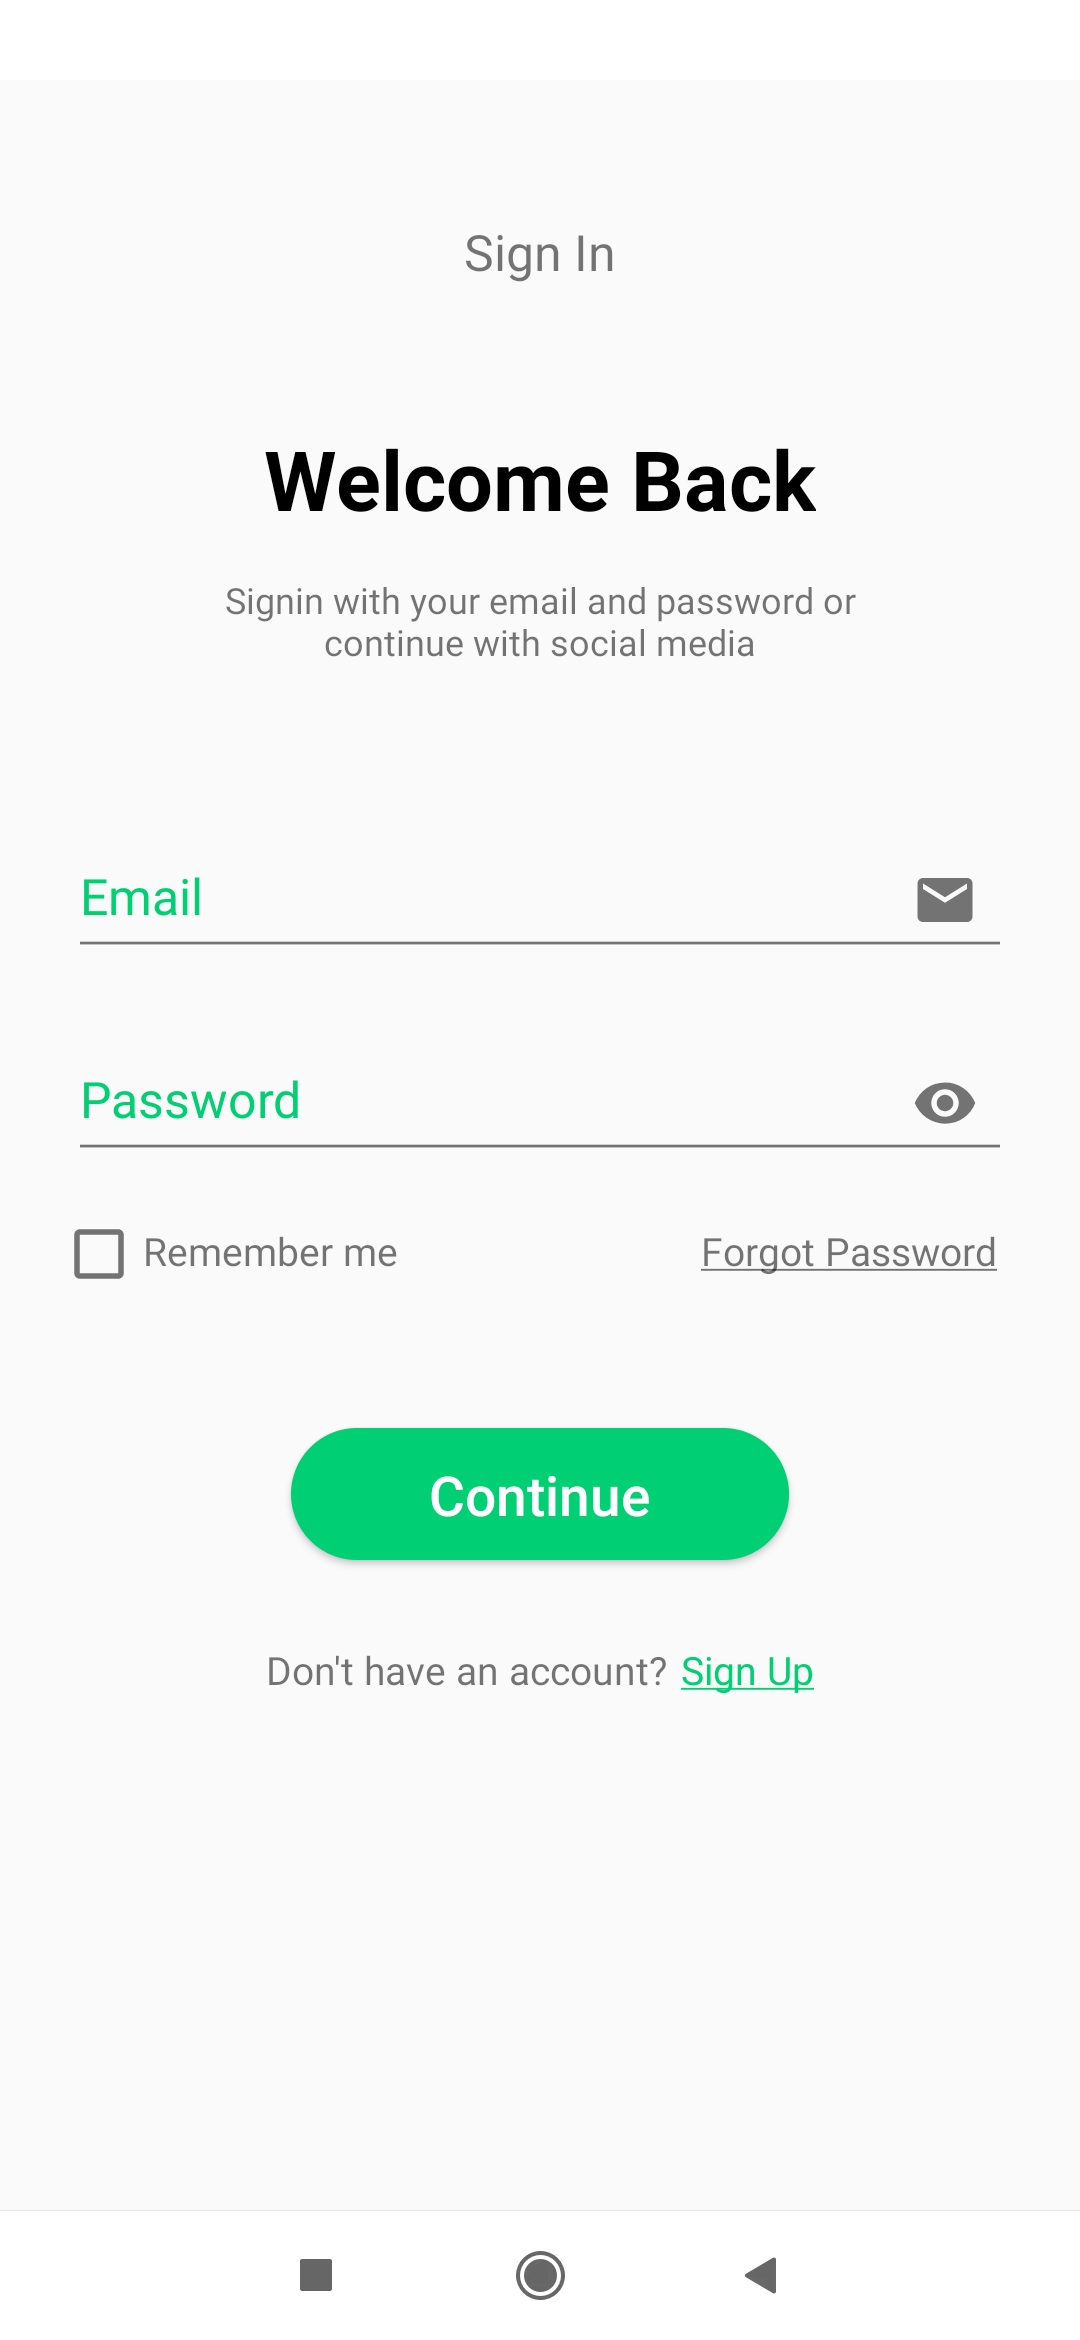 Sign In
Welcome Back
Signin with your email and password or
continue with social media
Email
Password
Remember me Forgot Password
Continue
Don't have an account? Sign Up